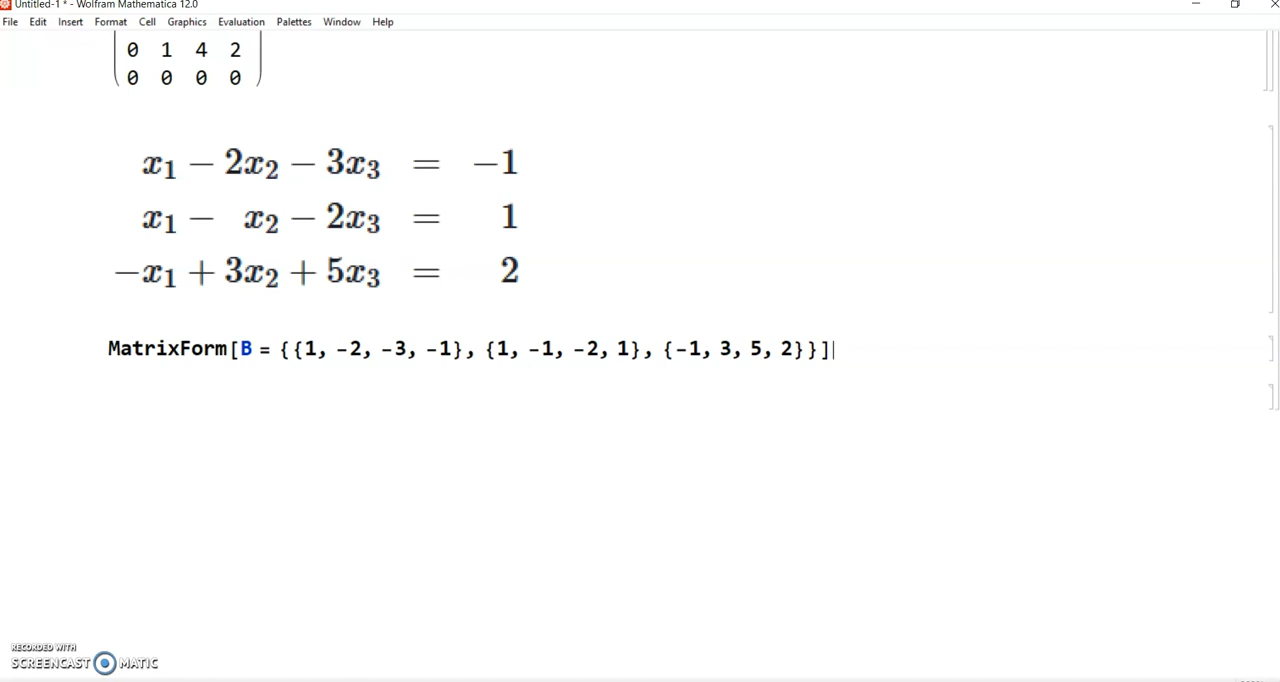 Untitled-1 * - Wolfram Mathematica 12.0
File Edit Insert Format Cell Graphics Evaluation Palettes Window Help
0 1 4 2
0 0 0 0
x₁ − 2x₂ − 3x₃ = −1
x₁ − x₂ − 2x₃ = 1
−x₁ + 3x₂ + 5x₃ = 2
MatrixForm[B = {{1, -2, -3, -1}, {1, -1, -2, 1}, {-1, 3, 5, 2}}]
RECORDED WITH
SCREENCAST MATIC